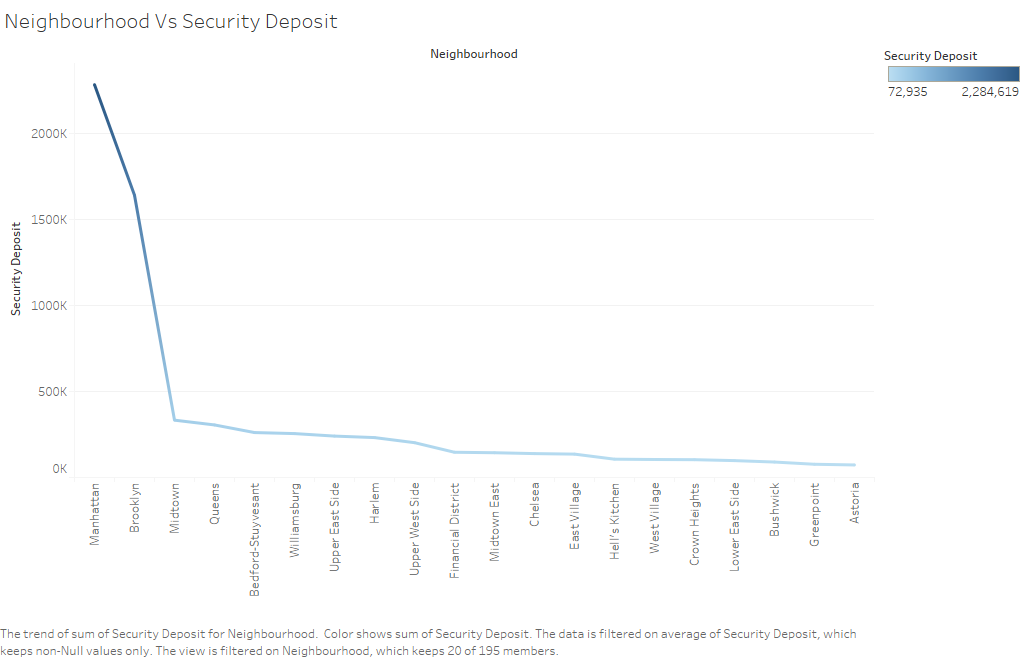 Neighbourhood Vs Security Deposit
Neighbourhood
Security Deposit
72,935 2,284,619
Security Deposit
2000K
1500K
1000K
500K
0K
Manhattan
Brooklyn
Midtown
Queens
Bedford-Stuyvesant
Williamsburg
Upper East Side
Harlem
Upper West Side
Financial District
Midtown East
Chelsea
East Village
Hell's Kitchen
West Village
Crown Heights
Lower East Side
Bushwick
Greenpoint
Astoria
The trend of sum of Security Deposit for Neighbourhood. Color shows sum of Security Deposit. The data is filtered on average of Security Deposit, which
keeps non-Null values only. The view is filtered on Neighbourhood, which keeps 20 of 195 members.